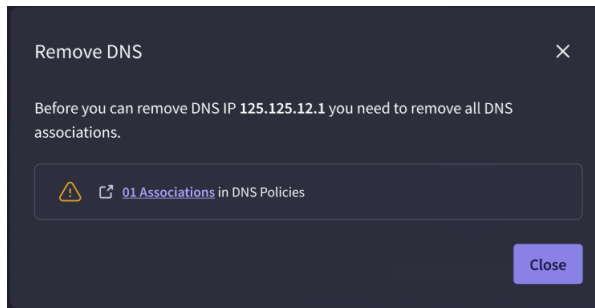 Remove DNS
Before you can remove DNS IP 125.125.12.1 you need to remove all DNS
associations.
01 Associations in DNS Policies
Close